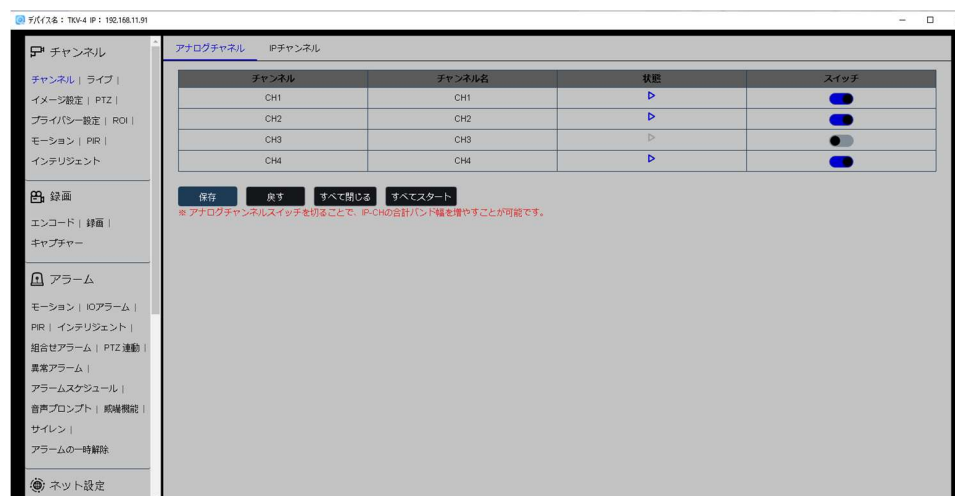 デバイス名： TKV-4 IP： 192.168.11.91
チャンネル
チャンネル | ライブ |
イメージ設定 | PTZ |
プライバシー設定 | ROI |
モーション | PIR |
インテリジェント
録画
エンコード | 録画 |
キャプチャー
アラーム
モーション | IOアラーム |
PIR | インテリジェント |
組合せアラーム | PTZ 連動 |
異常アラーム |
アラームスケジュール |
音声プロンプト | 威嚇機能 |
サイレン |
アラームの一時解除
ネット設定
アナログチャネル IPチャンネル
チャンネル チャンネル名 状態 スイッチ
CH1 CH1
CH2 CH2
CH3 CH3
CH4 CH4
保存 戻す すべて閉じる すべてスタート
※ アナログチャンネルスイッチを切ることで、IP-CHの合計バンド幅を増やすことが可能です。